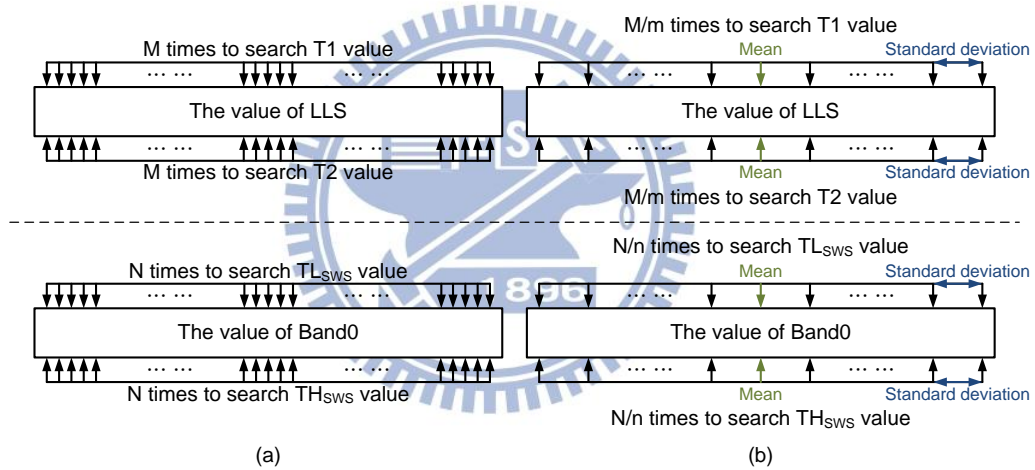 M times to search T1 value
... ... ... ...
The value of LLS
... ... ... ...
M times to search T2 value
M/m times to search T1 value
Mean Standard deviation
... ... ... ...
The value of LLS
... ... ... ...
Mean Standard deviation
M/m times to search T2 value
N times to search TLSWS value
... ... ... ...
The value of Band0
... ... ... ...
N times to search THSWS value
N/n times to search TLSWS value
Mean Standard deviation
... ... ... ...
The value of Band0
... ... ... ...
Mean Standard deviation
N/n times to search THSWS value
(a) (b)
S
1896